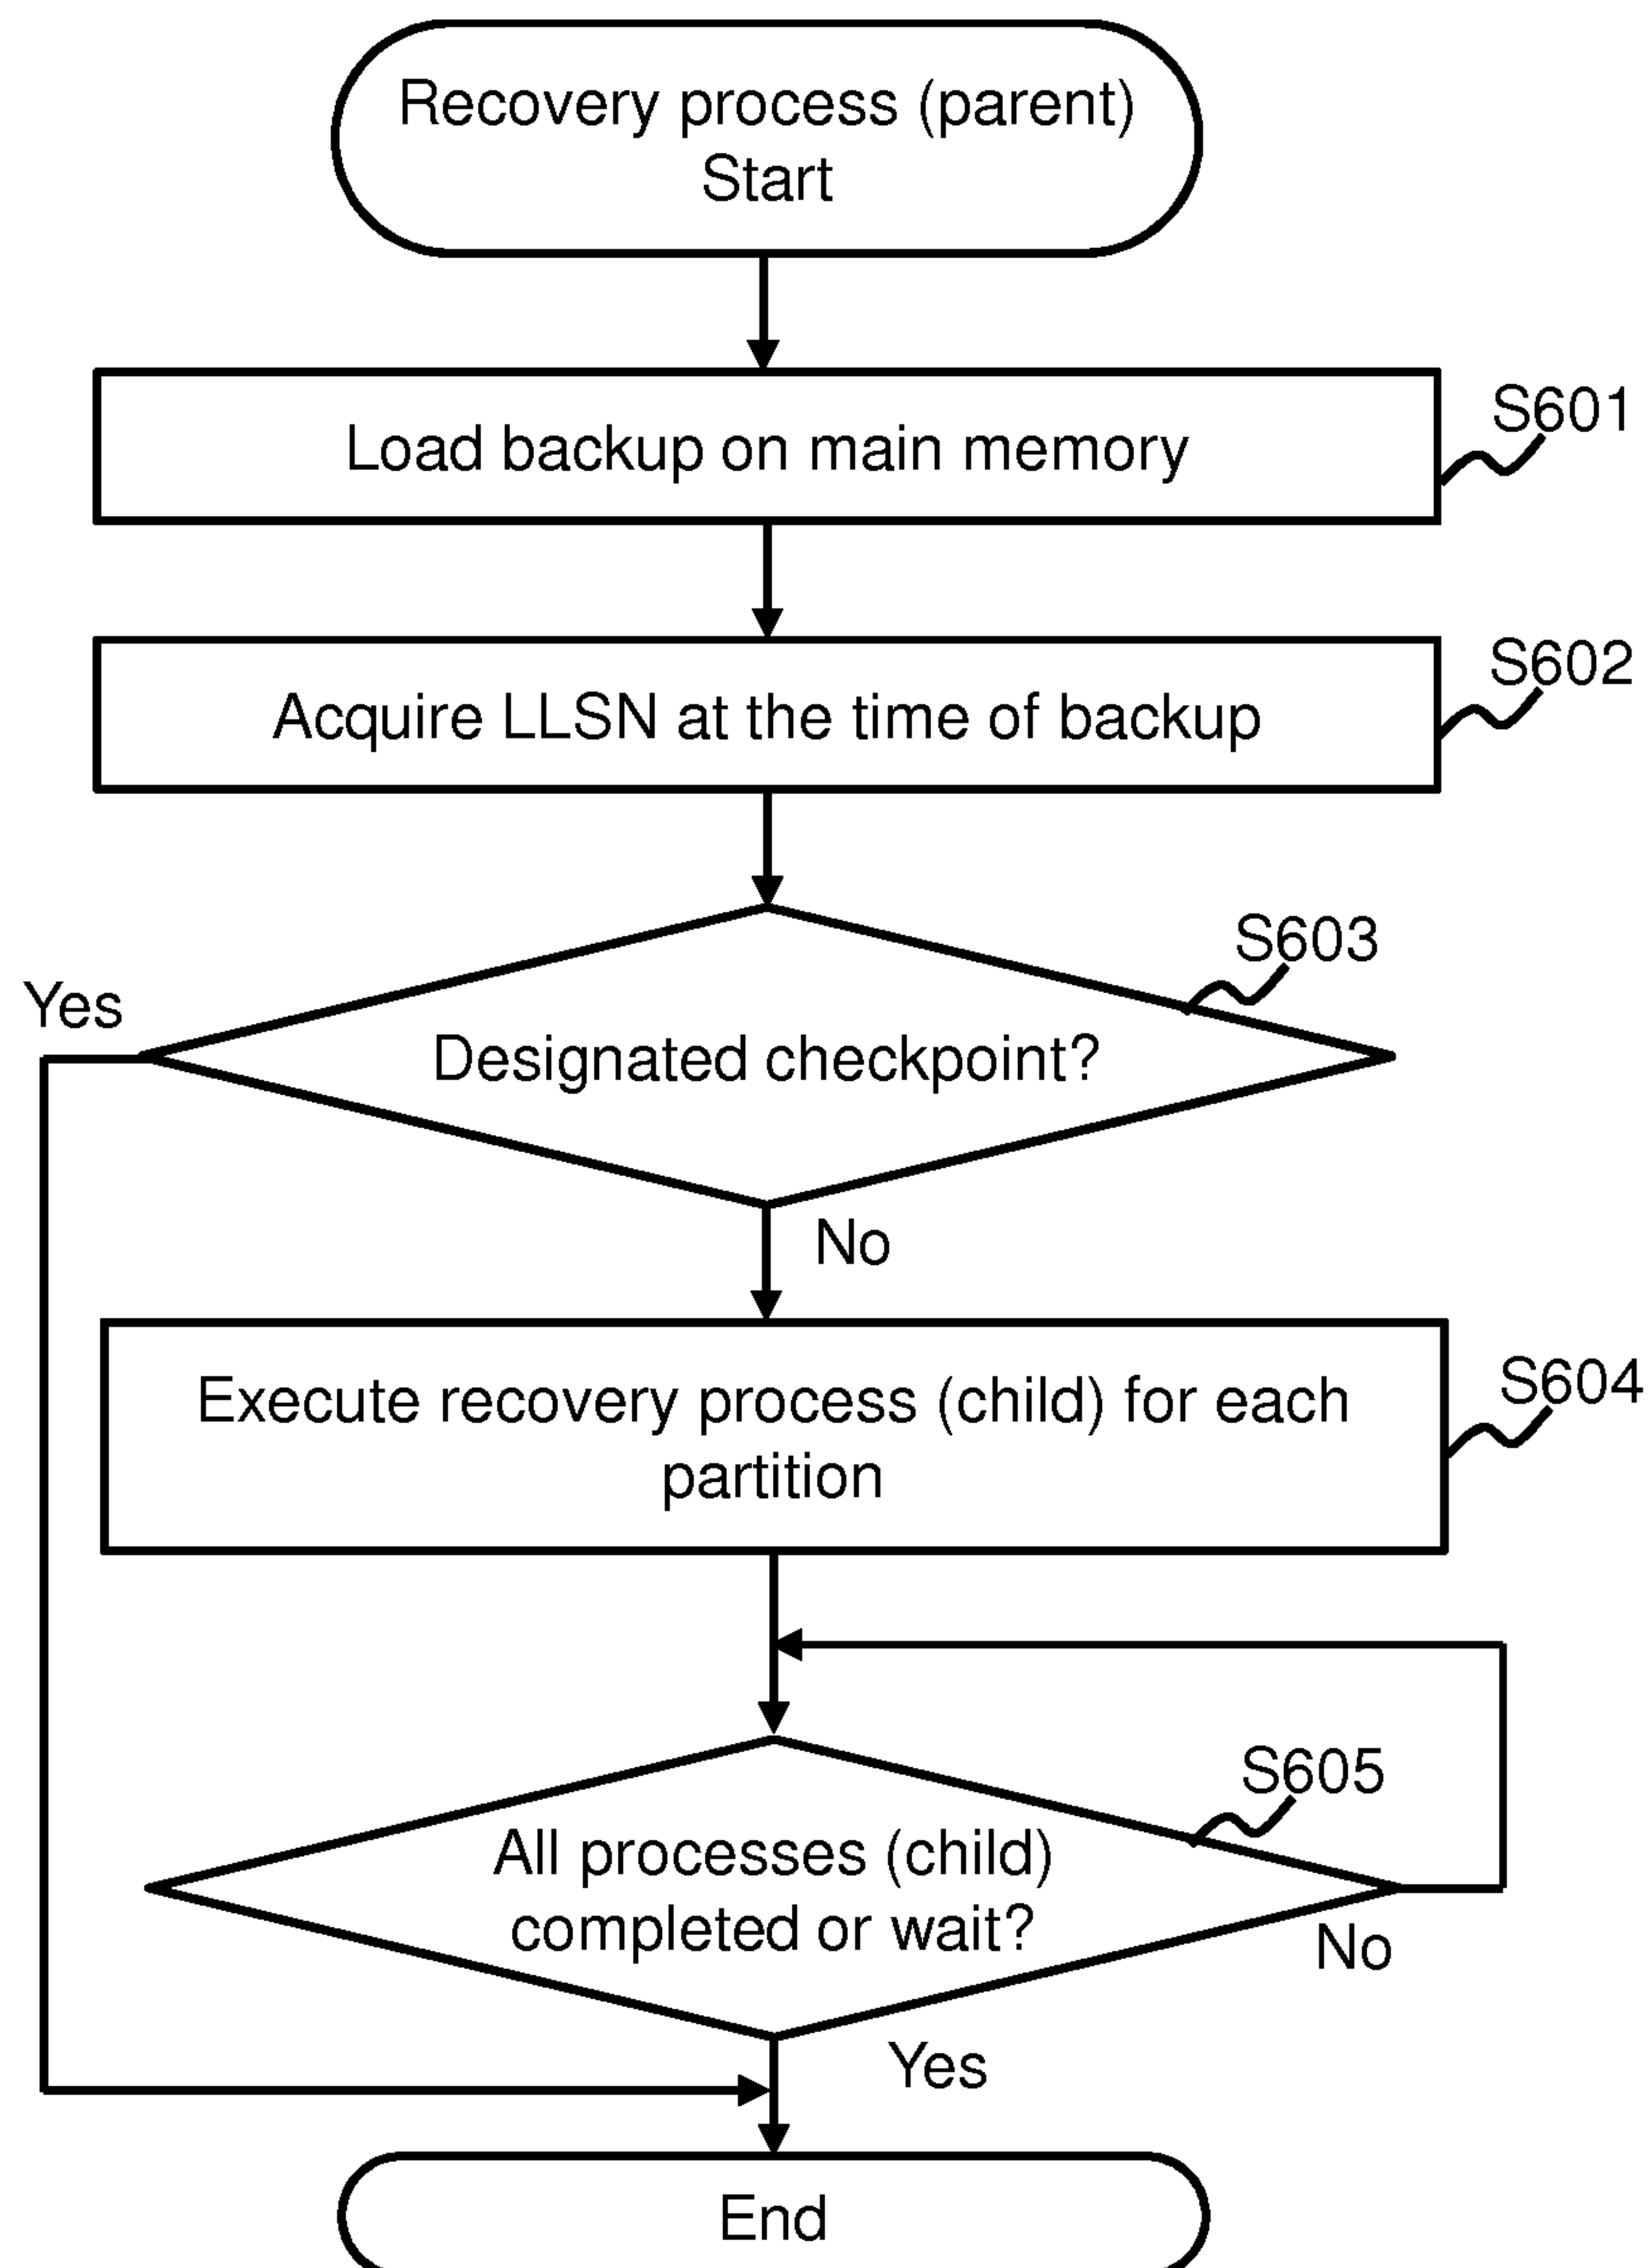 Recovery process (parent)
Start
Load backup on main memory
S601
Acquire LLSN at the time of backup
S602
S603
Yes
Designated checkpoint?
No
Execute recovery process (child) for each
partition
S604
S605
All processes (child)
completed or wait?
No
Yes
End